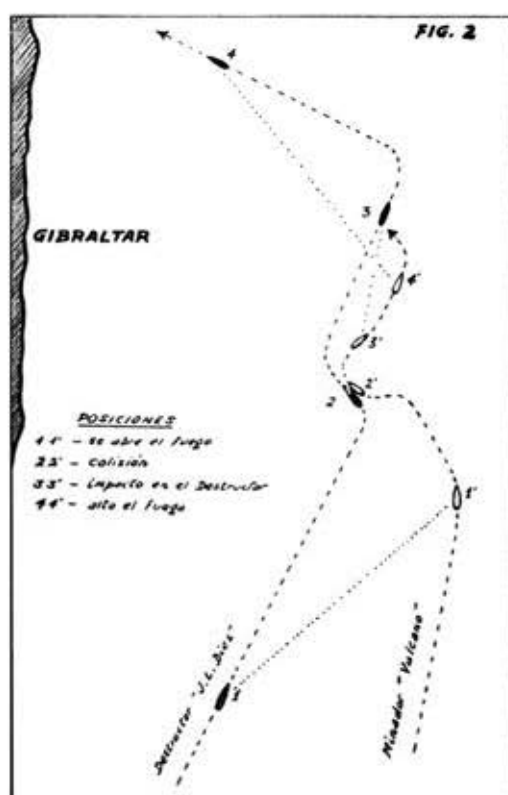 FIG. 2
4
3
GIBRALTAR
4'
3'
2'
2
POSICIONES
1 1' - se abre el fuego
2 2' - Colisión
3 3' - impacto en el Destructor
4 4' - alto el fuego
1'
Destructor "J. L. Díez"
Minador "Vulcano"